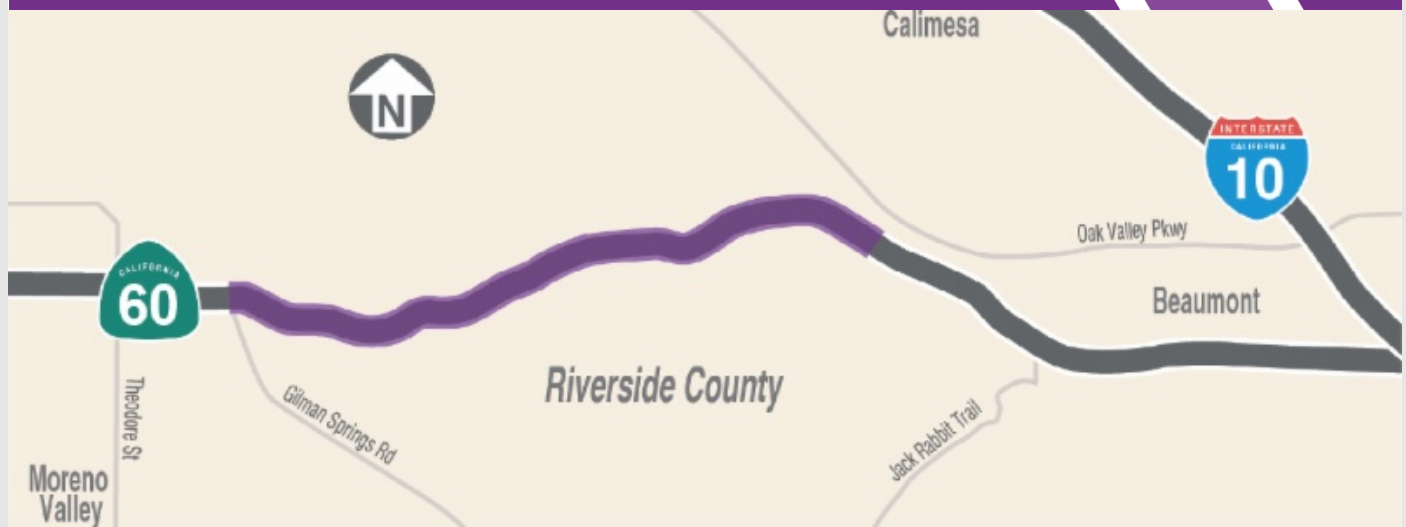 Calimesa
N
INTERSTATE
CALIFORNIA
10
Oak Valley Pkwy
CALIFORNIA
60
Beaumont
Riverside County
Theodore St
Gilman Springs Rd
Jack Rabbit Trail
Moreno
Valley